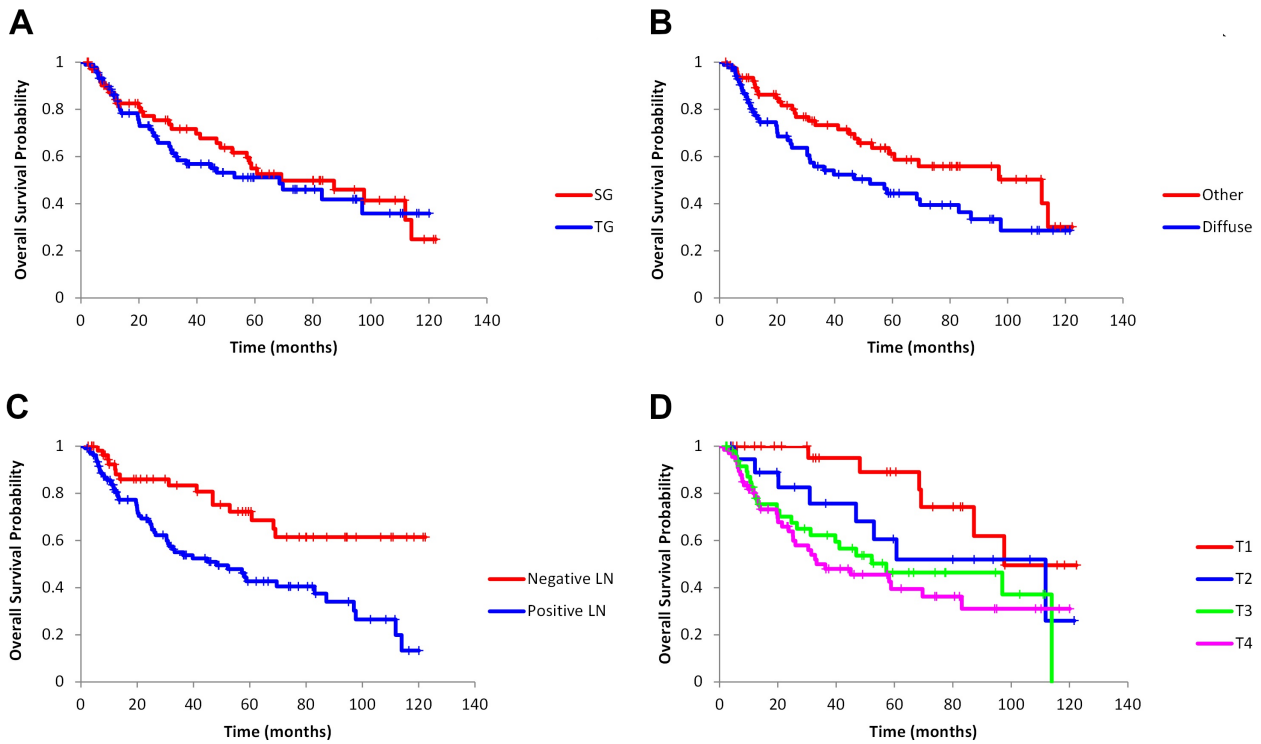 A
Overall Survival Probability
1
0.8
0.6
0.4
0.2
0
0 20 40 60 80 100 120 140
Time (months)
SG
TG
B
Overall Survival Probability
1
0.8
0.6
0.4
0.2
0
0 20 40 60 80 100 120 140
Time (months)
Other
Diffuse
C
Overall Survival Probability
1
0.8
0.6
0.4
0.2
0
0 20 40 60 80 100 120 140
Time (months)
Negative LN
Positive LN
D
Overall Survival Probability
1
0.8
0.6
0.4
0.2
0
0 20 40 60 80 100 120 140
Time (months)
T1
T2
T3
T4